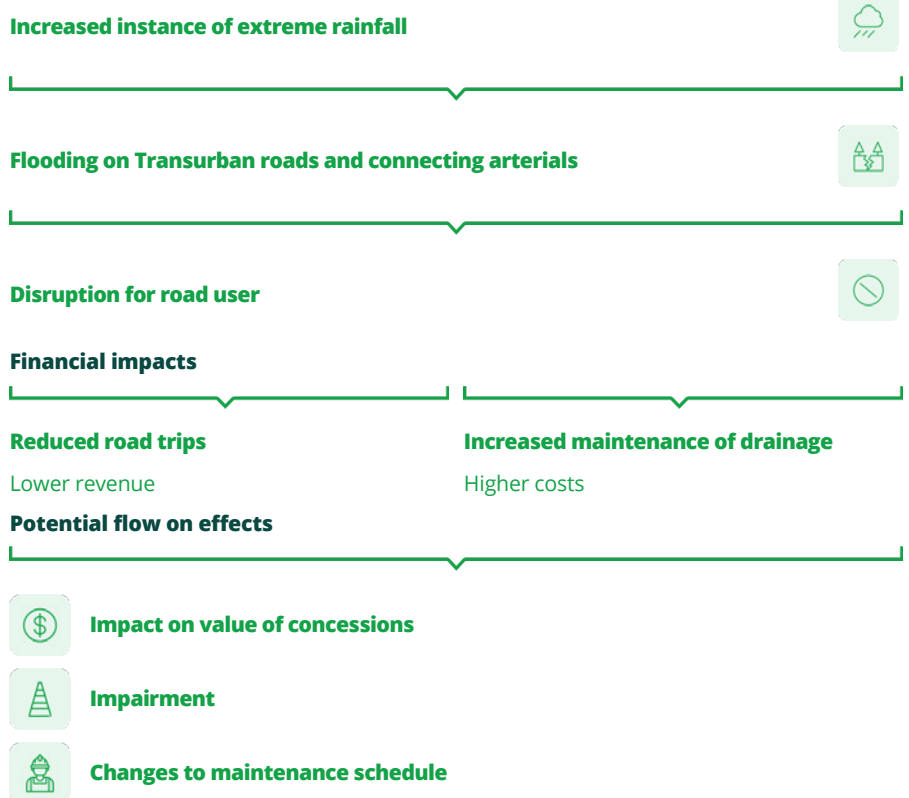 Increased instance of extreme rainfall
Flooding on Transurban roads and connecting arterials
Disruption for road user
Financial impacts
Reduced road trips
Lower revenue
Increased maintenance of drainage
Higher costs
Potential flow on effects
Impact on value of concessions
Impairment
Changes to maintenance schedule